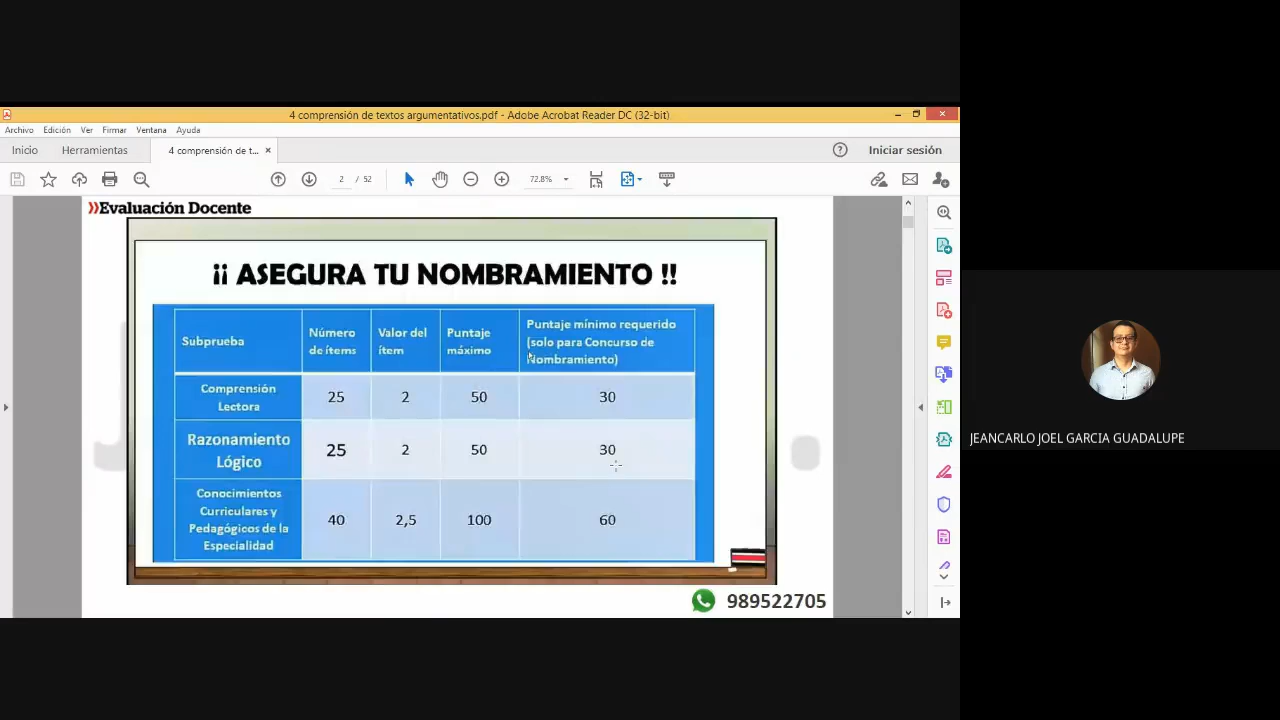 4 comprensión de textos argumentativos.pdf - Adobe Acrobat Reader DC (32-bit)
Archivo Edición Ver Firmar Ventana Ayuda
Inicio Herramientas 4 comprensión de t... × Iniciar sesión
2 / 52 72.8%
»Evaluación Docente
¡¡ ASEGURA TU NOMBRAMIENTO !!
Subprueba
Número
de ítems
Valor del
ítem
Puntaje
máximo
Puntaje mínimo requerido
(solo para Concurso de
Nombramiento)
Comprensión
Lectora
25 2 50 30
Razonamiento
Lógico
25 2 50 30
Conocimientos
Curriculares y
Pedagógicos de la
Especialidad
40 2,5 100 60
989522705
JEANCARLO JOEL GARCIA GUADALUPE